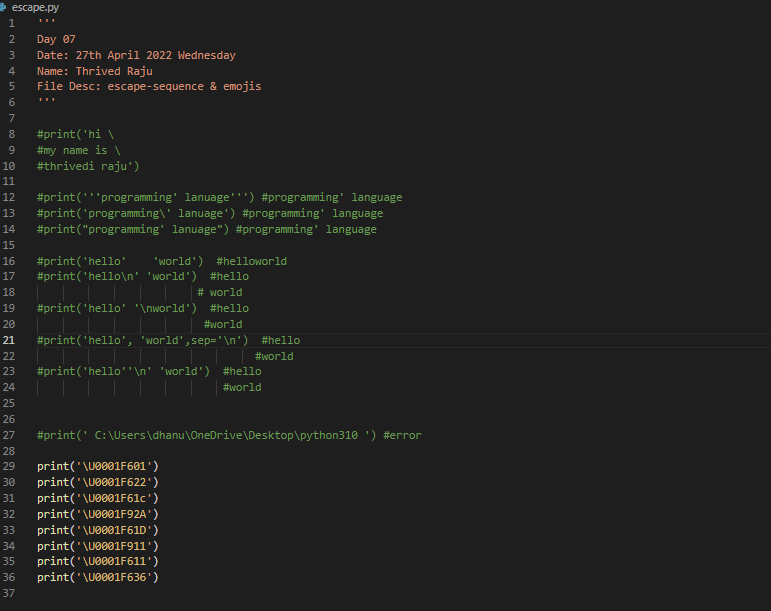 escape.py
1 '''
2 Day 07
3 Date: 27th April 2022 Wednesday
4 Name: Thrived Raju
5 File Desc: escape-sequence & emojis
6 '''
7
8 #print('hi \
9 #my name is \
10 #thrivedi raju')
11
12 #print('''programming' lanuage''') #programming' language
13 #print('programming\' lanuage') #programming' language
14 #print("programming' lanuage") #programming' language
15
16 #print('hello'    'world')  #helloworld
17 #print('hello\n' 'world')  #hello
18 # world
19 #print('hello' '\nworld')  #hello
20 #world
21 #print('hello', 'world',sep='\n')  #hello
22 #world
23 #print('hello''\n' 'world')  #hello
24 #world
25
26
27 #print(' C:\Users\dhanu\OneDrive\Desktop\python310 ') #error
28
29 print('\U0001F601')
30 print('\U0001F622')
31 print('\U0001F61c')
32 print('\U0001F92A')
33 print('\U0001F61D')
34 print('\U0001F911')
35 print('\U0001F611')
36 print('\U0001F636')
37